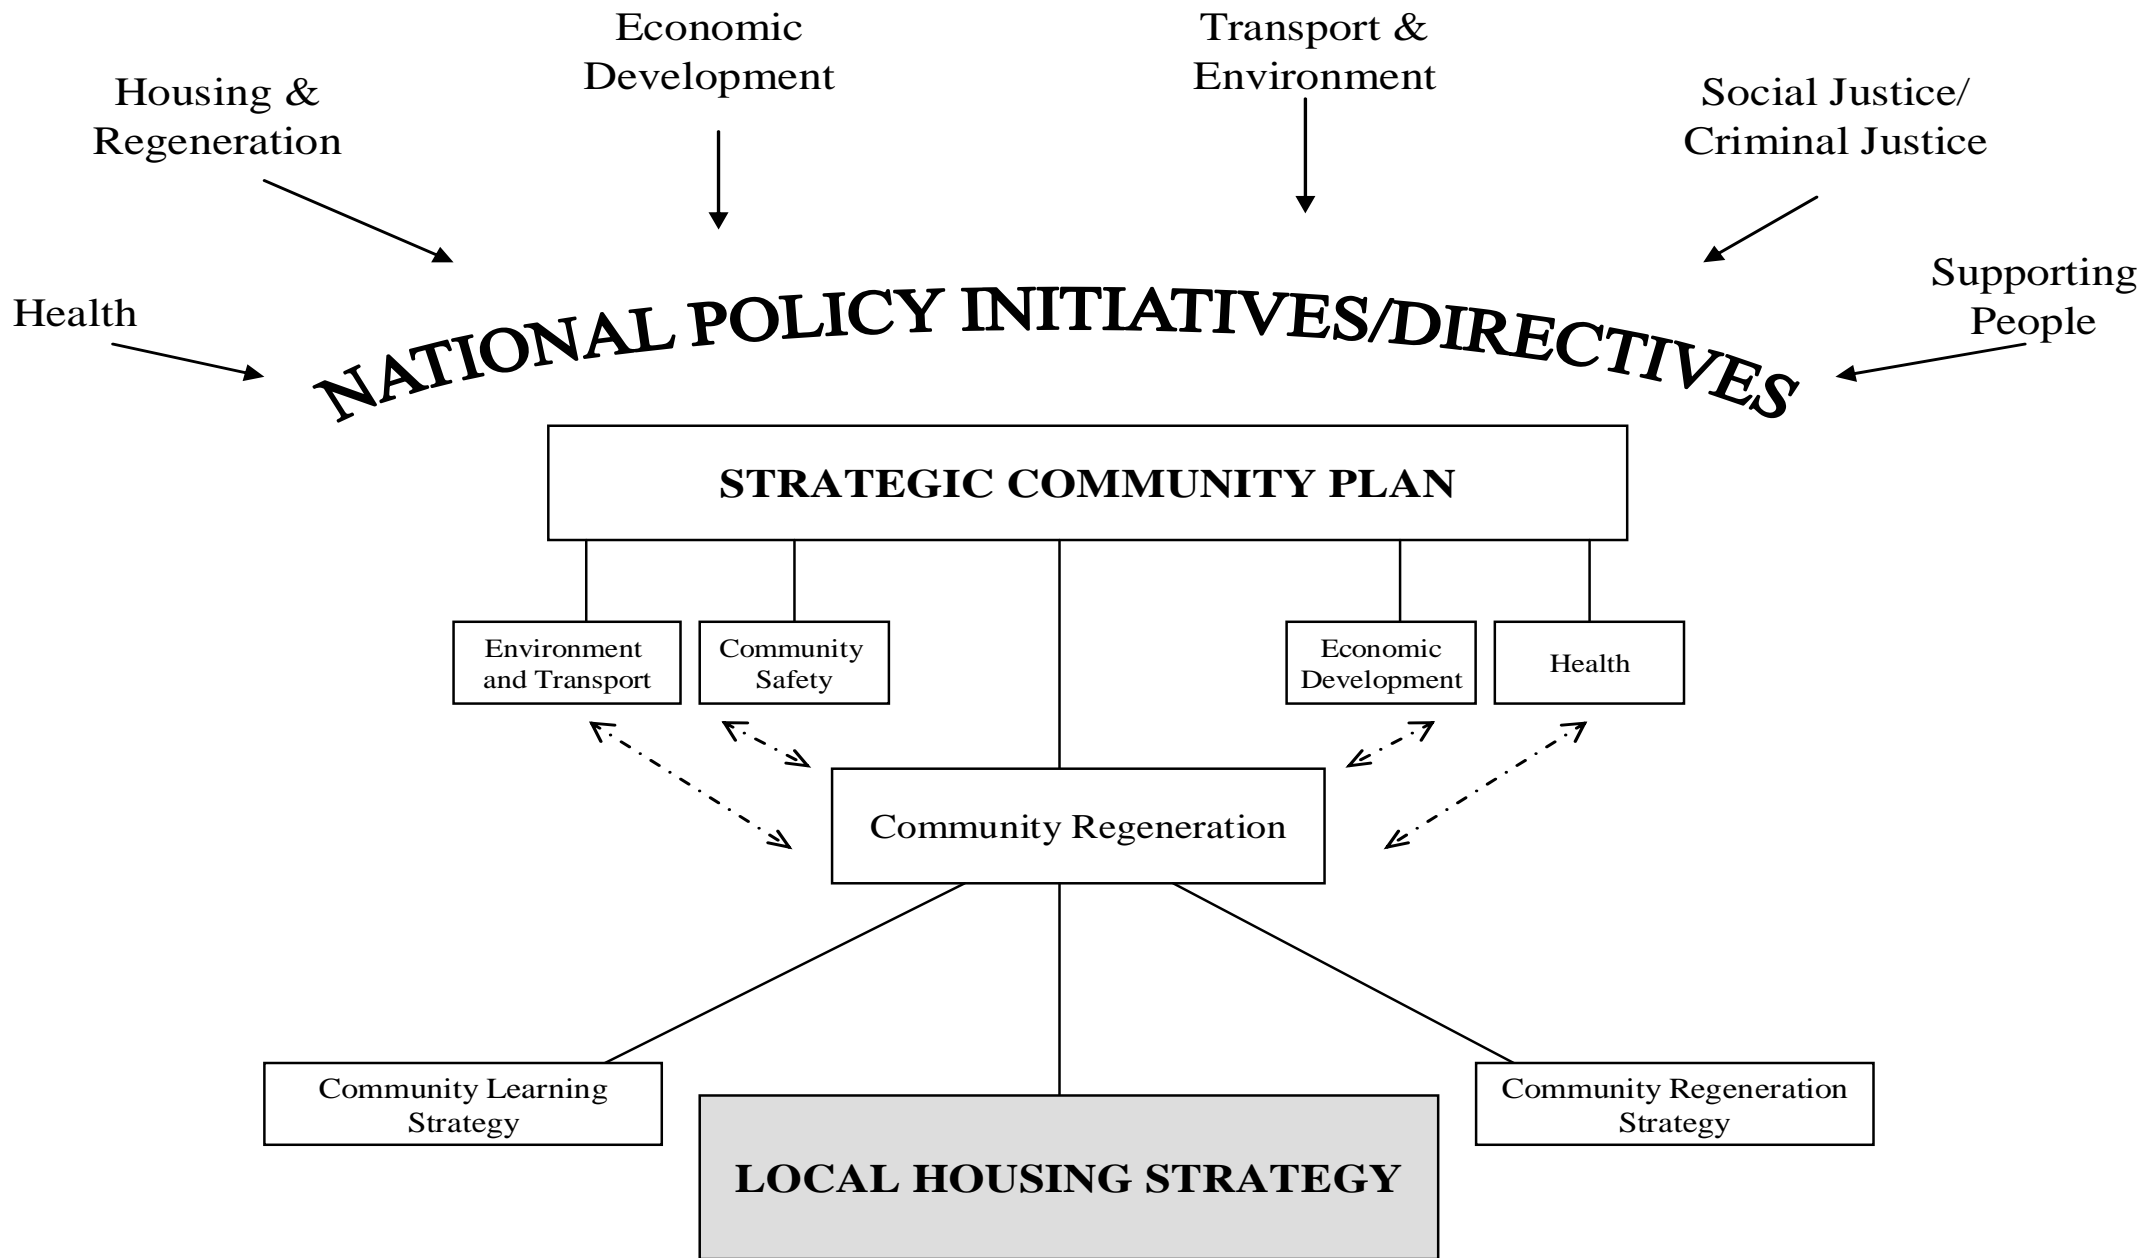 Economic
Development
Transport &
Environment
Housing &
Regeneration
Social Justice/
Criminal Justice
Health
Supporting
People
NATIONAL POLICY INITIATIVES/DIRECTIVES
STRATEGIC COMMUNITY PLAN
Environment
and Transport
Community
Safety
Economic
Development
Health
Community Regeneration
Community Learning
Strategy
Community Regeneration
Strategy
LOCAL HOUSING STRATEGY